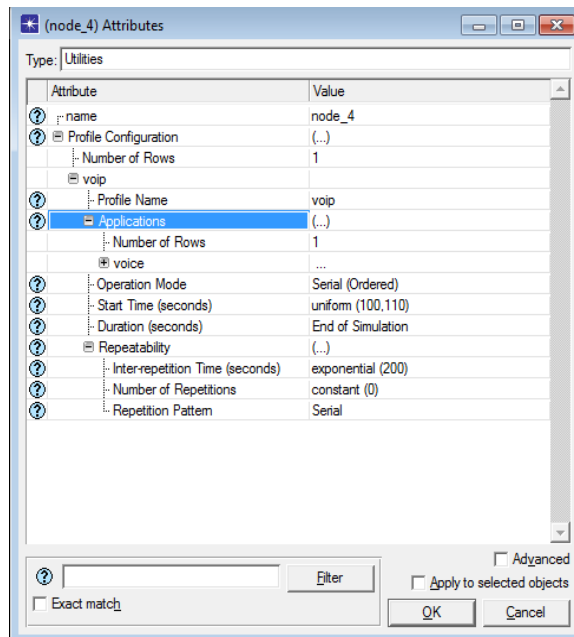 (node_4) Attributes
Type: Utilities
Attribute Value
name node_4
Profile Configuration (...)
Number of Rows 1
voip
Profile Name voip
Applications (...)
Number of Rows 1
voice ...
Operation Mode Serial (Ordered)
Start Time (seconds) uniform (100,110)
Duration (seconds) End of Simulation
Repeatability (...)
Inter-repetition Time (seconds) exponential (200)
Number of Repetitions constant (0)
Repetition Pattern Serial
Advanced
Filter Apply to selected objects
Exact match
OK Cancel